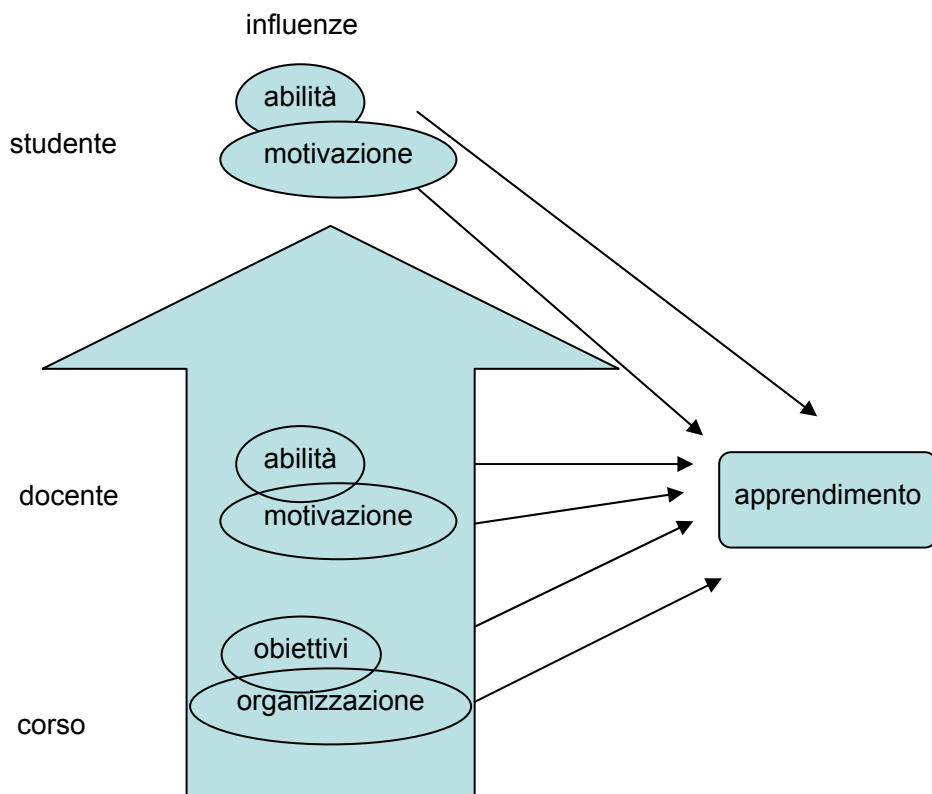 influenze
abilità
studente
motivazione
abilità
docente
motivazione
apprendimento
obiettivi
organizzazione
corso